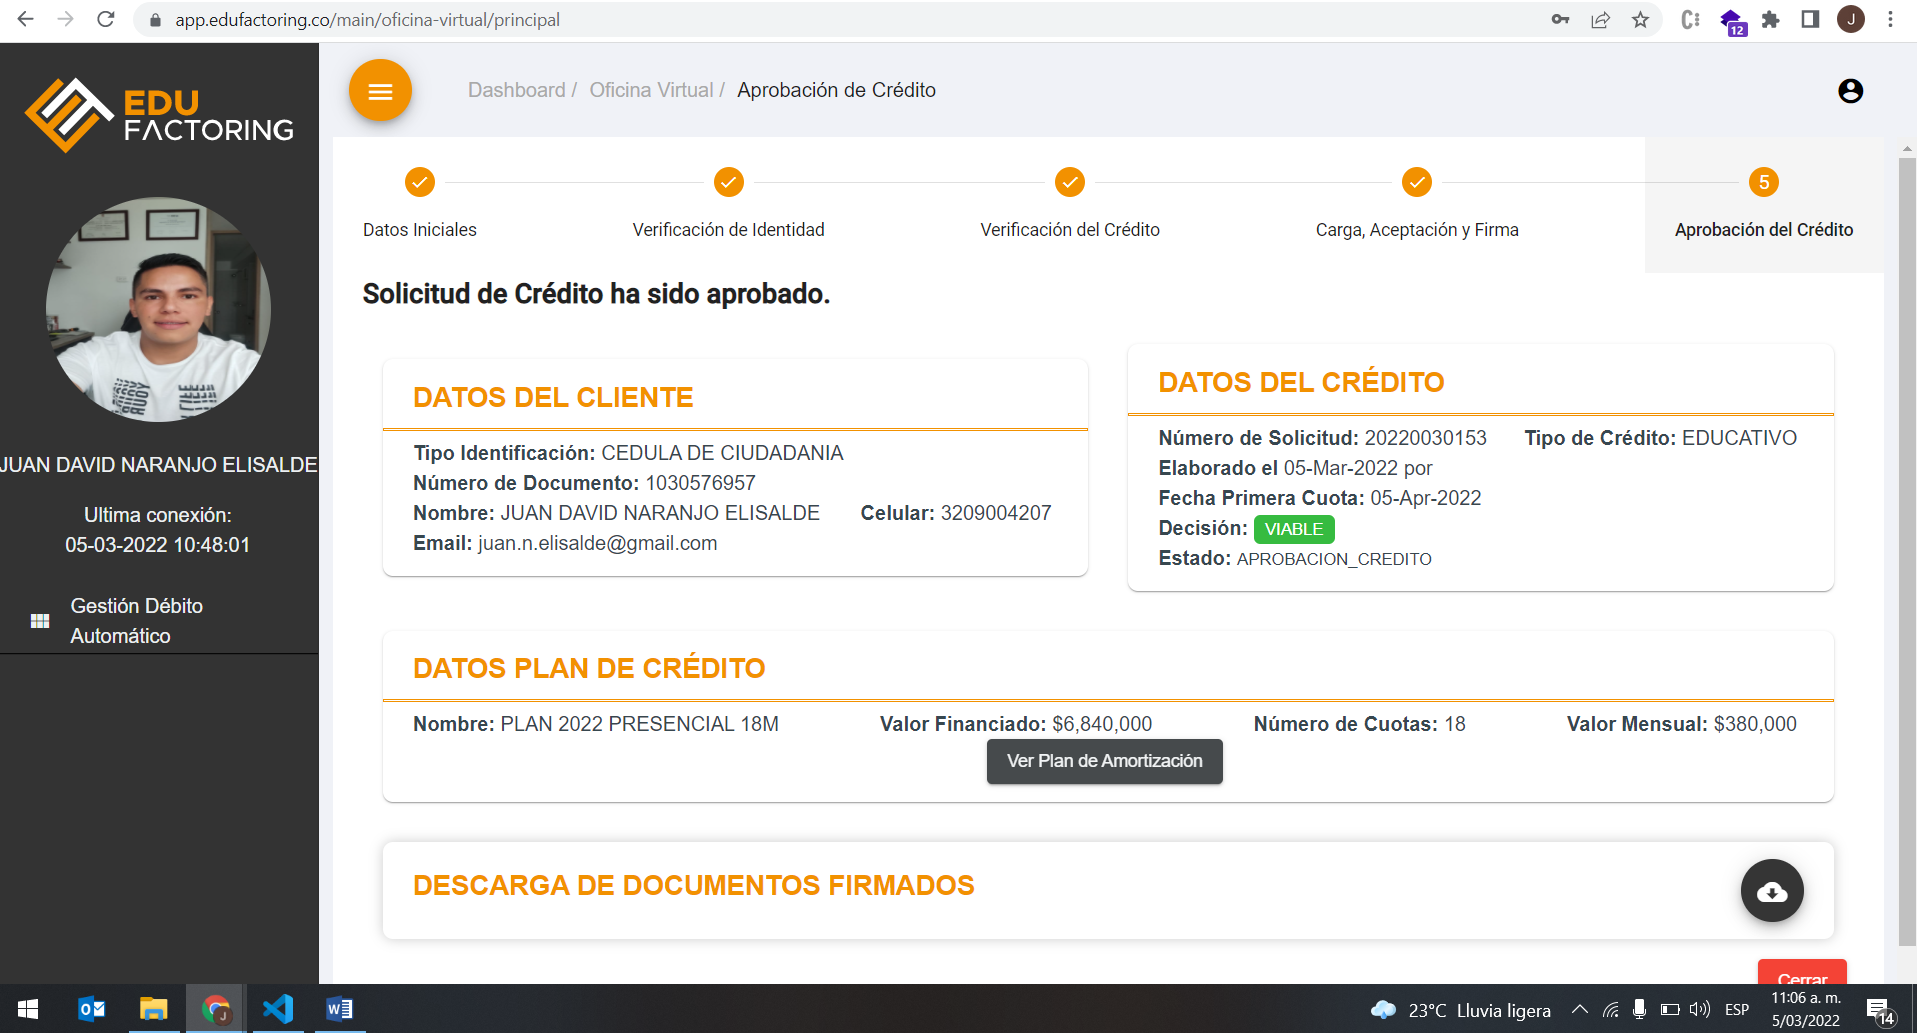 app.edufactoring.co/main/oficina-virtual/principal
12
J
EDU
FACTORING
Dashboard / Oficina Virtual / Aprobación de Crédito
5
Datos Iniciales
Verificación de Identidad
Verificación del Crédito
Carga, Aceptación y Firma
Aprobación del Crédito
Solicitud de Crédito ha sido aprobado.
JUAN DAVID NARANJO ELISALDE
Ultima conexión:
05-03-2022 10:48:01
Gestión Débito
Automático
DATOS DEL CLIENTE
Tipo Identificación: CEDULA DE CIUDADANIA
Número de Documento: 1030576957
Nombre: JUAN DAVID NARANJO ELISALDE Celular: 3209004207
Email: juan.n.elisalde@gmail.com
DATOS DEL CRÉDITO
Número de Solicitud: 20220030153 Tipo de Crédito: EDUCATIVO
Elaborado el 05-Mar-2022 por
Fecha Primera Cuota: 05-Apr-2022
Decisión: VIABLE
Estado: APROBACION_CREDITO
DATOS PLAN DE CRÉDITO
Nombre: PLAN 2022 PRESENCIAL 18M Valor Financiado: $6,840,000 Número de Cuotas: 18 Valor Mensual: $380,000
Ver Plan de Amortización
DESCARGA DE DOCUMENTOS FIRMADOS
Cerrar
23°C Lluvia ligera
ESP
11:06 a. m.
5/03/2022
14